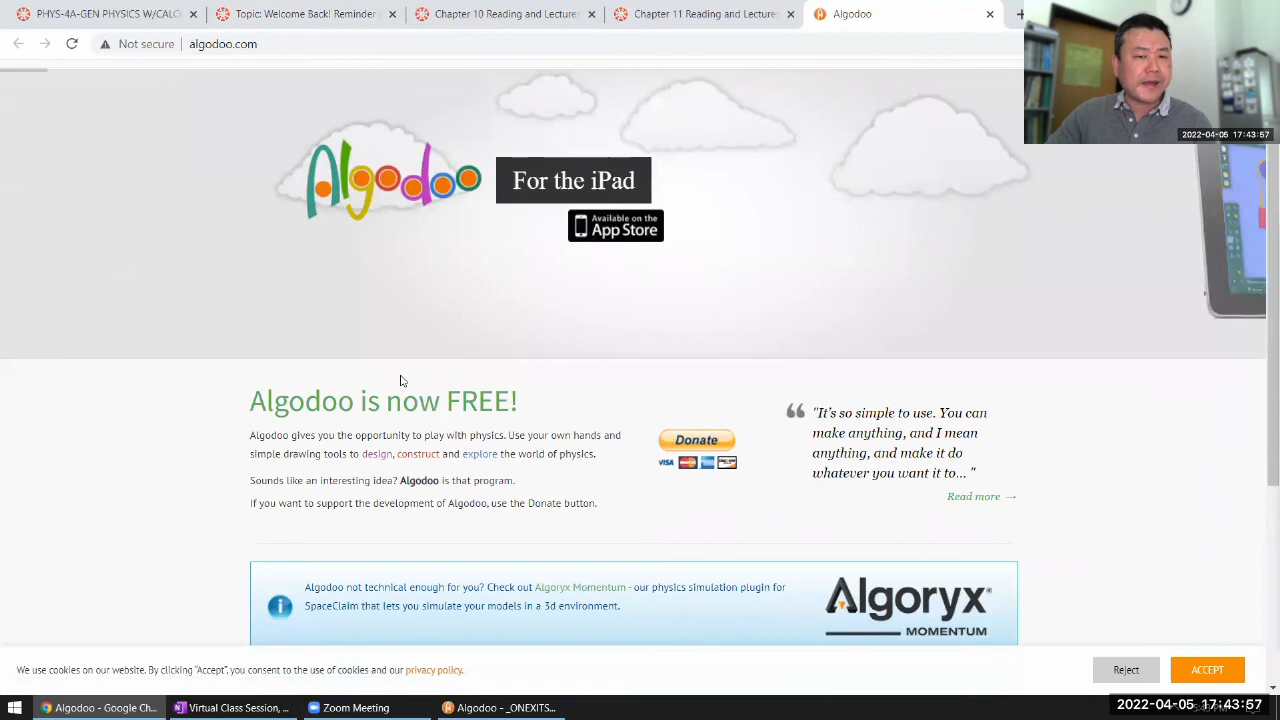 PHYS-4A-GEN PHYSICS W/CALC
Topic: Welcome! Reminders
Chapter 10 Reading and Lectures
Chapter 11 Reading and Lectures
Algodoo
Not secure
algodoo.com
2022-04-05 17:43:57
Algodoo
For the iPad
Available on the
App Store
Algodoo is now FREE!
Algodoo gives you the opportunity to play with physics. Use your own hands and
simple drawing tools to design, construct and explore the world of physics.
Sounds like an interesting idea? Algodoo is that program.
If you want to support the development of Algodoo, use the Donate button.
Donate
VISA
"It's so simple to use. You can
make anything, and I mean
anything, and make it do
whatever you want it to... "
Read more →
Algodoo not technical enough for you? Check out Algoryx Momentum - our physics simulation plugin for
SpaceClaim that lets you simulate your models in a 3d environment.
Algoryx
MOMENTUM
We use cookies on our website. By clicking "Accept", you consent to the use of cookies and our privacy policy.
Reject
ACCEPT
Algodoo - Google Ch...
Virtual Class Session, ...
Zoom Meeting
Algodoo - _ONEXITS...
2022-04-05 17:43:57